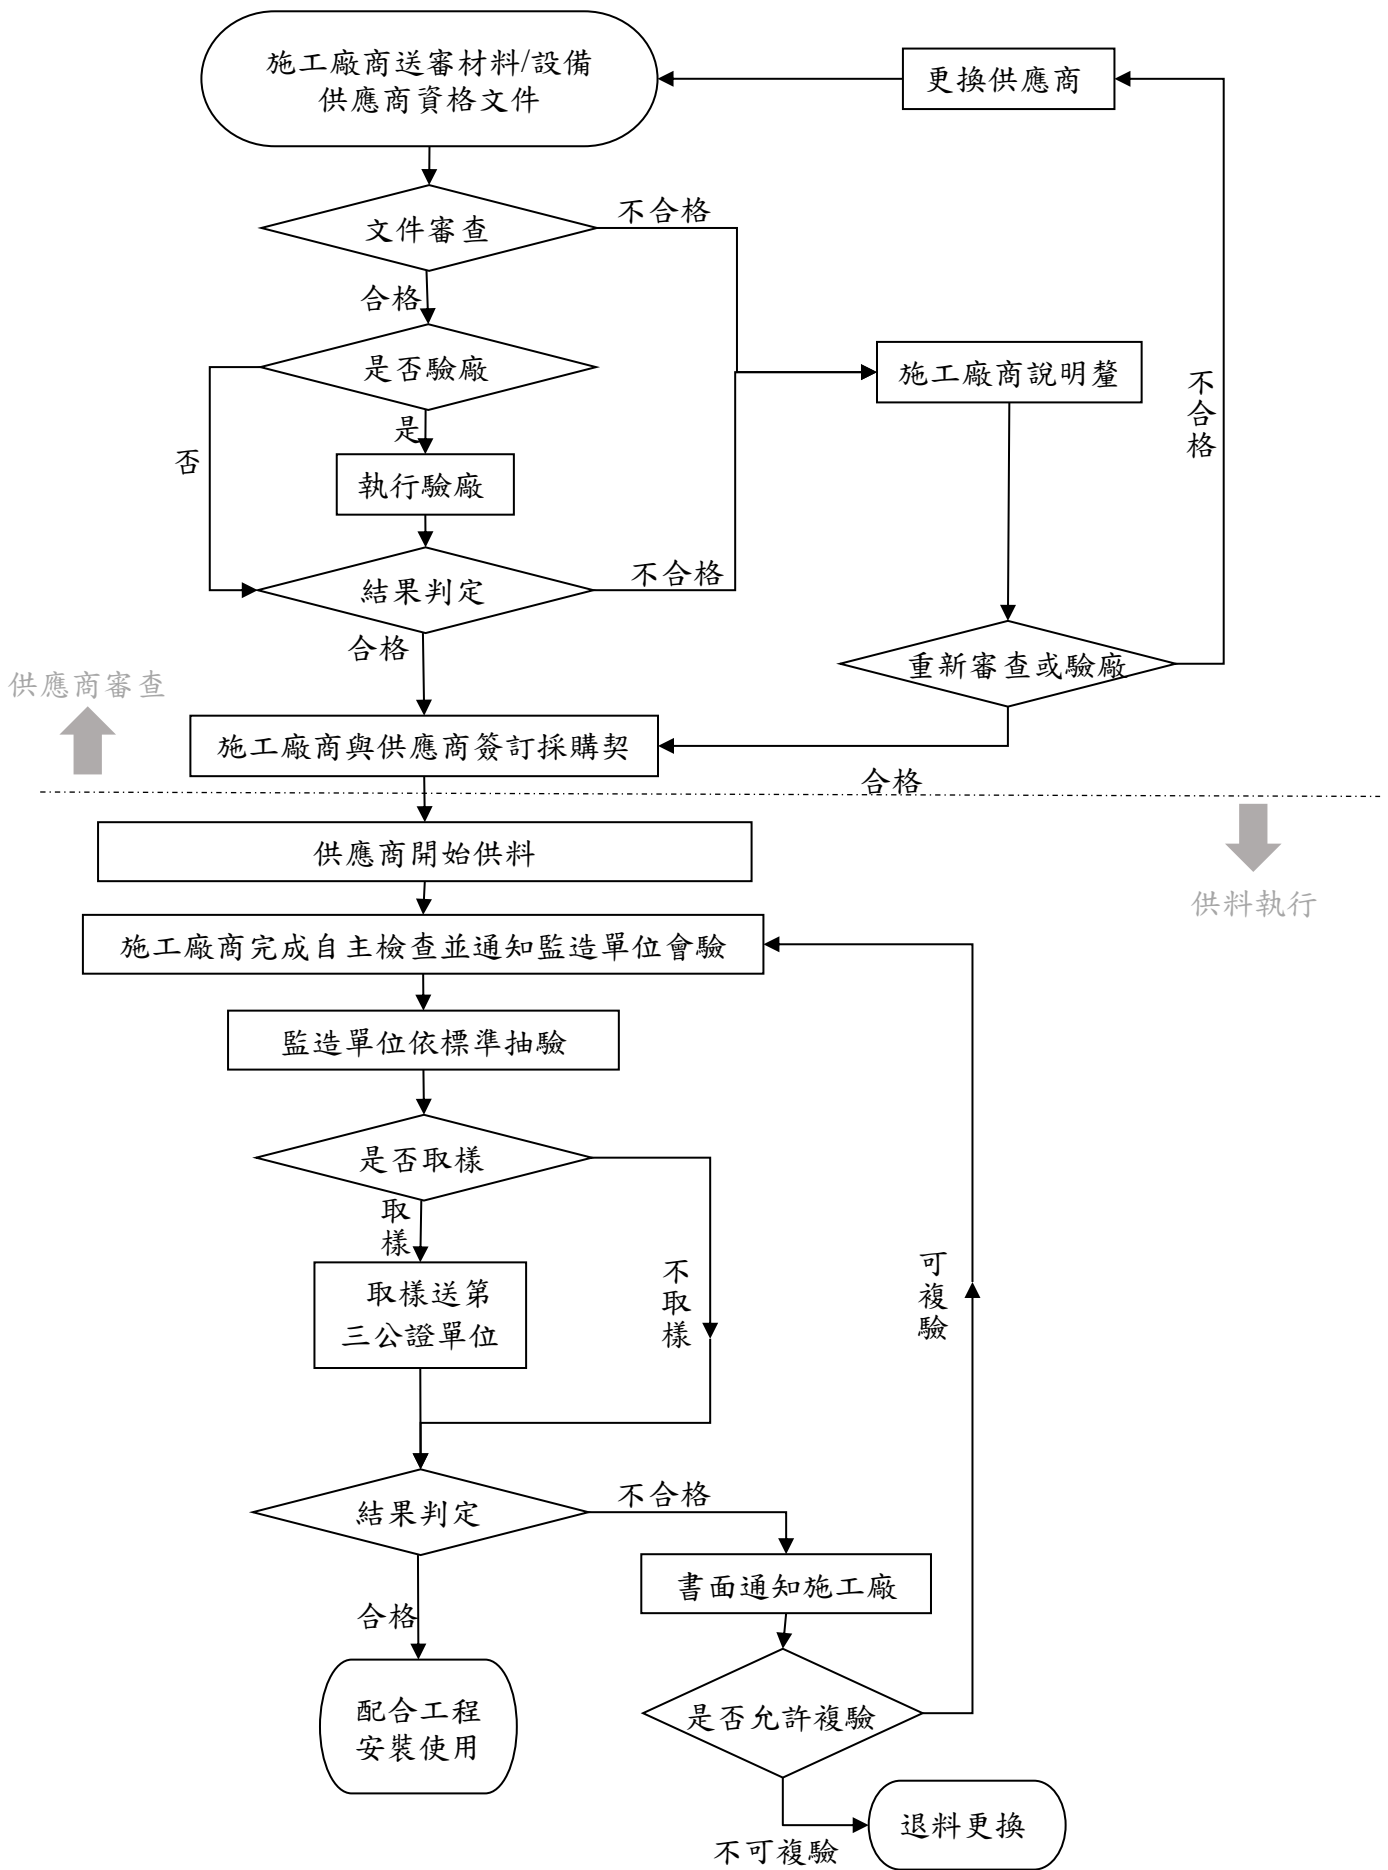 施工廠商送審材料/設備
供應商資格文件
更換供應商
文件審查
不合格
合格
是否驗廠
施工廠商說明釐
不合格
是
否
執行驗廠
結果判定
不合格
合格
重新審查或驗廠
供應商審查
施工廠商與供應商簽訂採購契
合格
供應商開始供料
供料執行
施工廠商完成自主檢查並通知監造單位會驗
監造單位依標準抽驗
是否取樣
取樣
不取樣
可複驗
取樣送第
三公證單位
結果判定
不合格
書面通知施工廠
合格
配合工程
安裝使用
是否允許複驗
退料更換
不可複驗